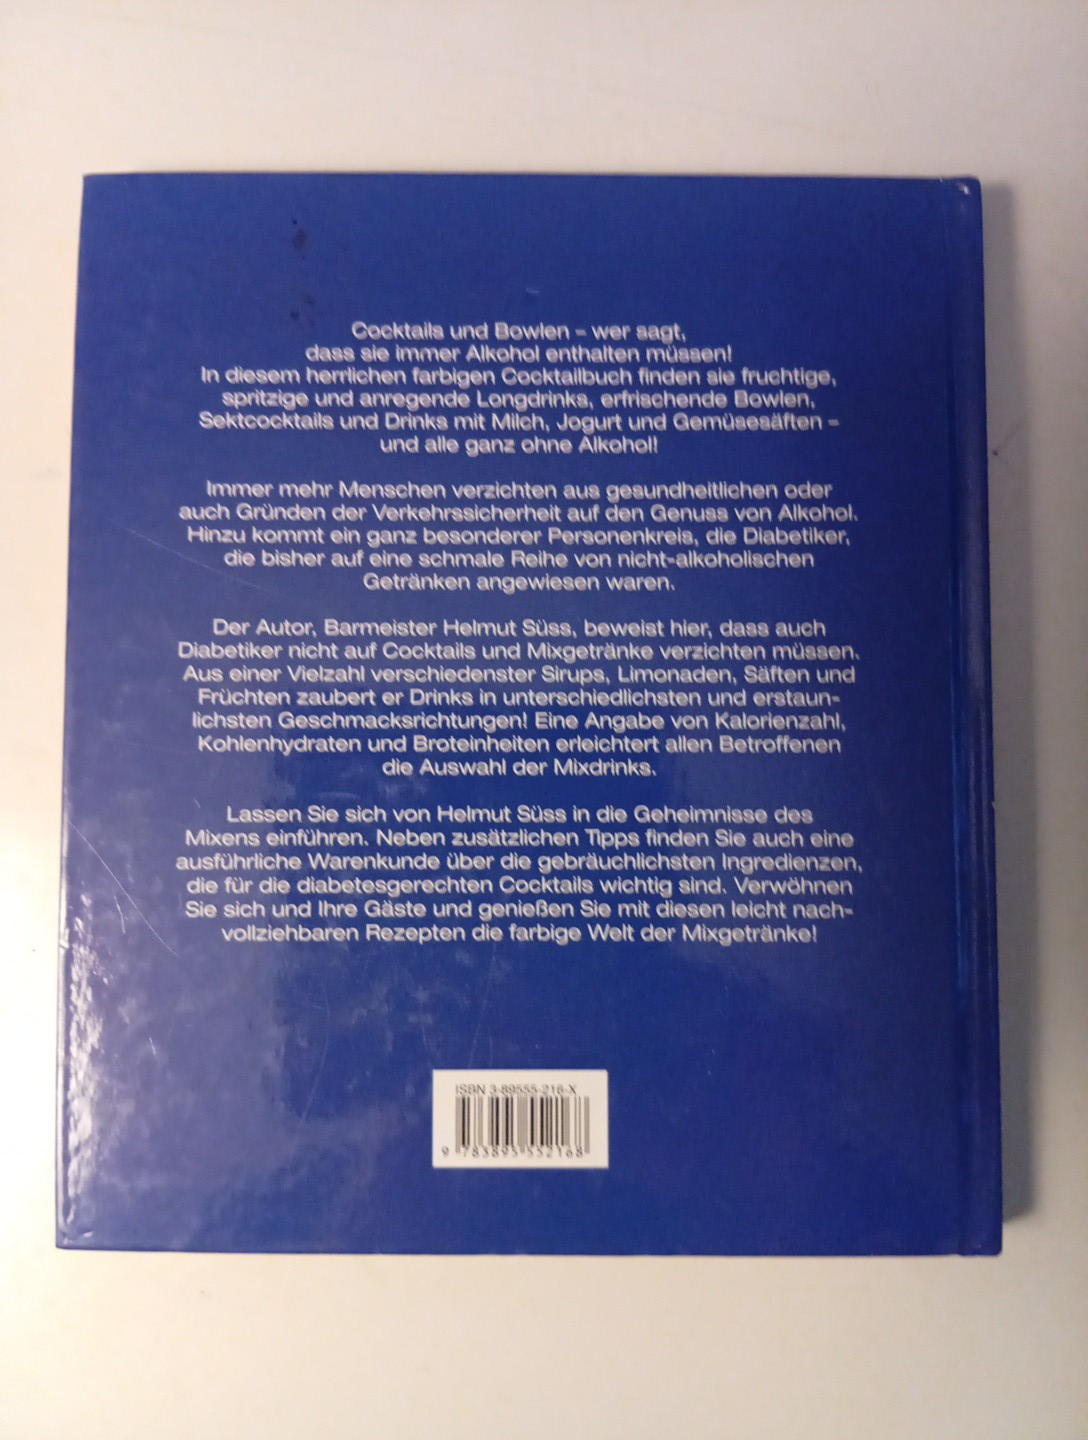 Cocktails und Bowlen – wer sagt,
dass sie immer Alkohol enthalten müssen!
In diesem herrlichen farbigen Cocktailbuch finden sie fruchtige,
spritzige und anregende Longdrinks, erfrischende Bowlen,
Sektcocktails und Drinks mit Milch, Jogurt und Gemüsesäften –
und alle ganz ohne Alkohol!
Immer mehr Menschen verzichten aus gesundheitlichen oder
auch Gründen der Verkehrssicherheit auf den Genuss von Alkohol.
Hinzu kommt ein ganz besonderer Personenkreis, die Diabetiker,
die bisher auf eine schmale Reihe von nicht-alkoholischen
Getränken angewiesen waren.
Der Autor, Barmeister Helmut Süss, beweist hier, dass auch
Diabetiker nicht auf Cocktails und Mixgetränke verzichten müssen.
Aus einer Vielzahl verschiedenster Sirups, Limonaden, Säften und
Früchten zaubert er Drinks in unterschiedlichsten und erstaun-
lichsten Geschmacksrichtungen! Eine Angabe von Kalorienzahl,
Kohlenhydraten und Broteinheiten erleichtert allen Betroffenen
die Auswahl der Mixdrinks.
Lassen Sie sich von Helmut Süss in die Geheimnisse des
Mixens einführen. Neben zusätzlichen Tipps finden Sie auch eine
ausführliche Warenkunde über die gebräuchlichsten Ingredienzen,
die für die diabetesgerechten Cocktails wichtig sind. Verwöhnen
Sie sich und Ihre Gäste und genießen Sie mit diesen leicht nach-
vollziehbaren Rezepten die farbige Welt der Mixgetränke!
ISBN 3-89555-216-X
9 783895 552168